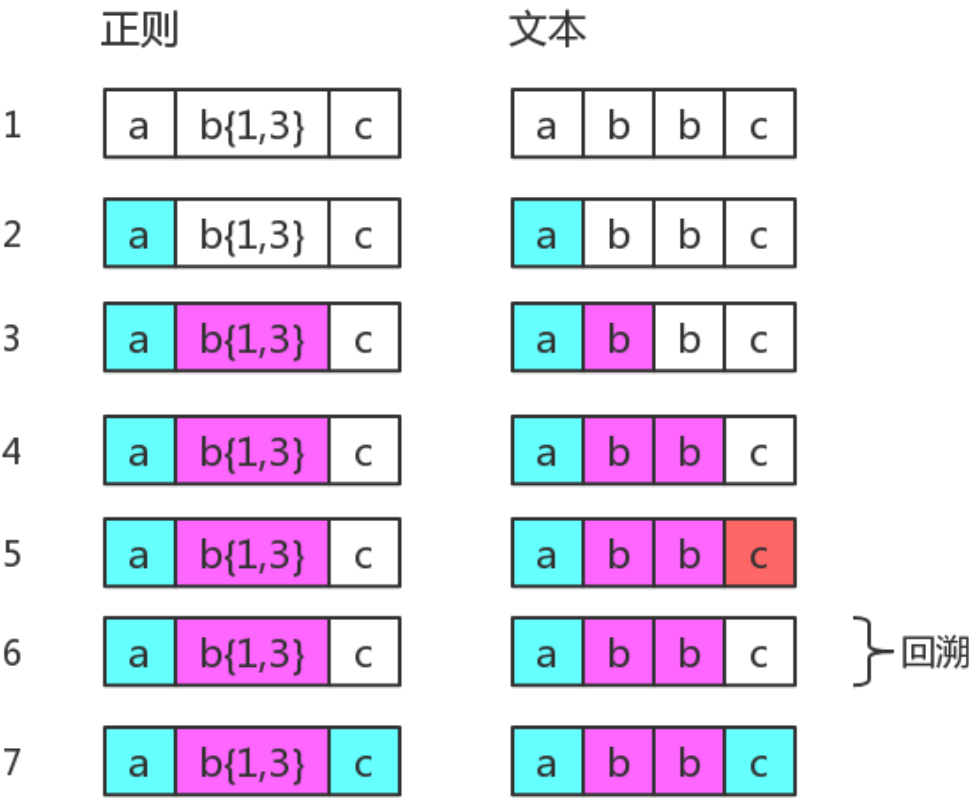 正则 文本
1 a b{1,3} c a b b c
2 a b{1,3} c a b b c
3 a b{1,3} c a b b c
4 a b{1,3} c a b b c
5 a b{1,3} c a b b c
6 a b{1,3} c a b b c 回溯
7 a b{1,3} c a b b c